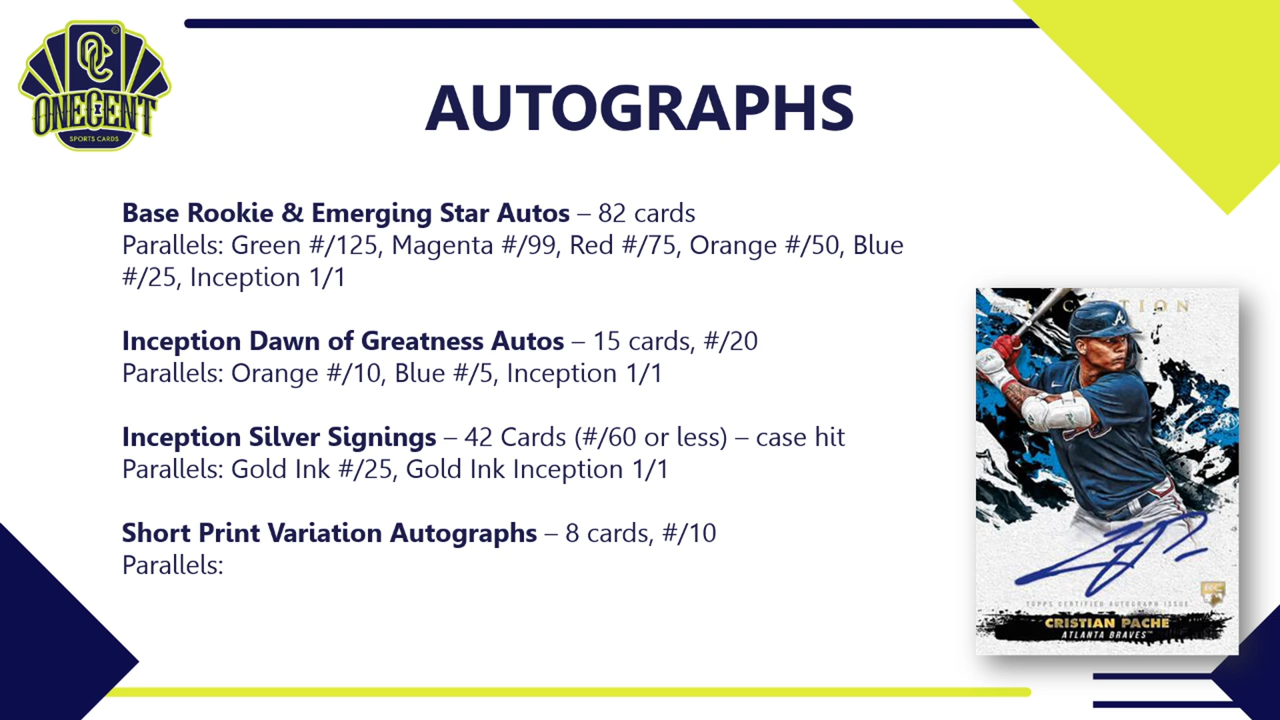 OC
ONECENT
SPORTS CARDS
AUTOGRAPHS
Base Rookie & Emerging Star Autos – 82 cards
Parallels: Green #/125, Magenta #/99, Red #/75, Orange #/50, Blue
#/25, Inception 1/1
Inception Dawn of Greatness Autos – 15 cards, #/20
Parallels: Orange #/10, Blue #/5, Inception 1/1
Inception Silver Signings – 42 Cards (#/60 or less) – case hit
Parallels: Gold Ink #/25, Gold Ink Inception 1/1
Short Print Variation Autographs – 8 cards, #/10
Parallels:
TOPPS CERTIFIED AUTOGRAPH ISSUE
RC
CRISTIAN PACHE
ATLANTA BRAVES